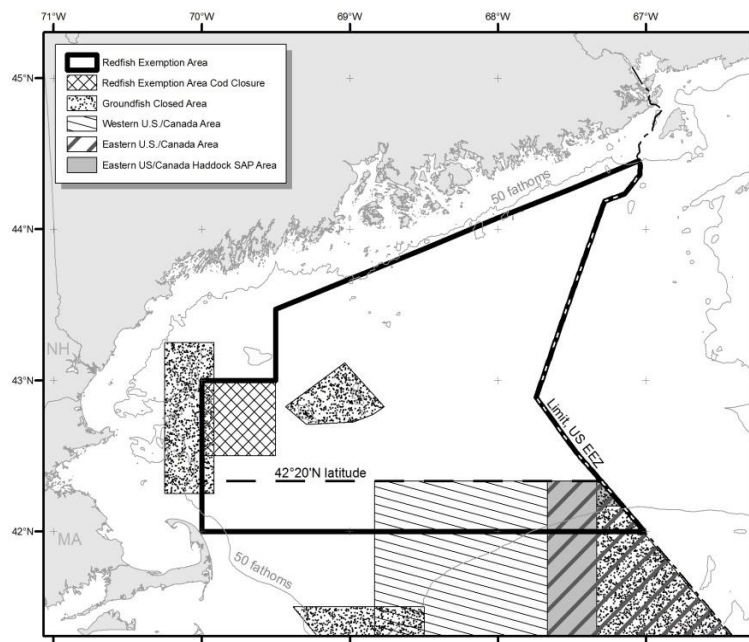 71°W
70°W
69°W
68°W
67°W
Redfish Exemption Area
Redfish Exemption Area Cod Closure
Groundfish Closed Area
Western U.S./Canada Area
Eastern U.S./Canada Area
Eastern US/Canada Haddock SAP Area
45°N
50 fathoms
44°N
NH
43°N
Limit, US EEZ
42°20'N latitude
42°N
MA
50 fathoms